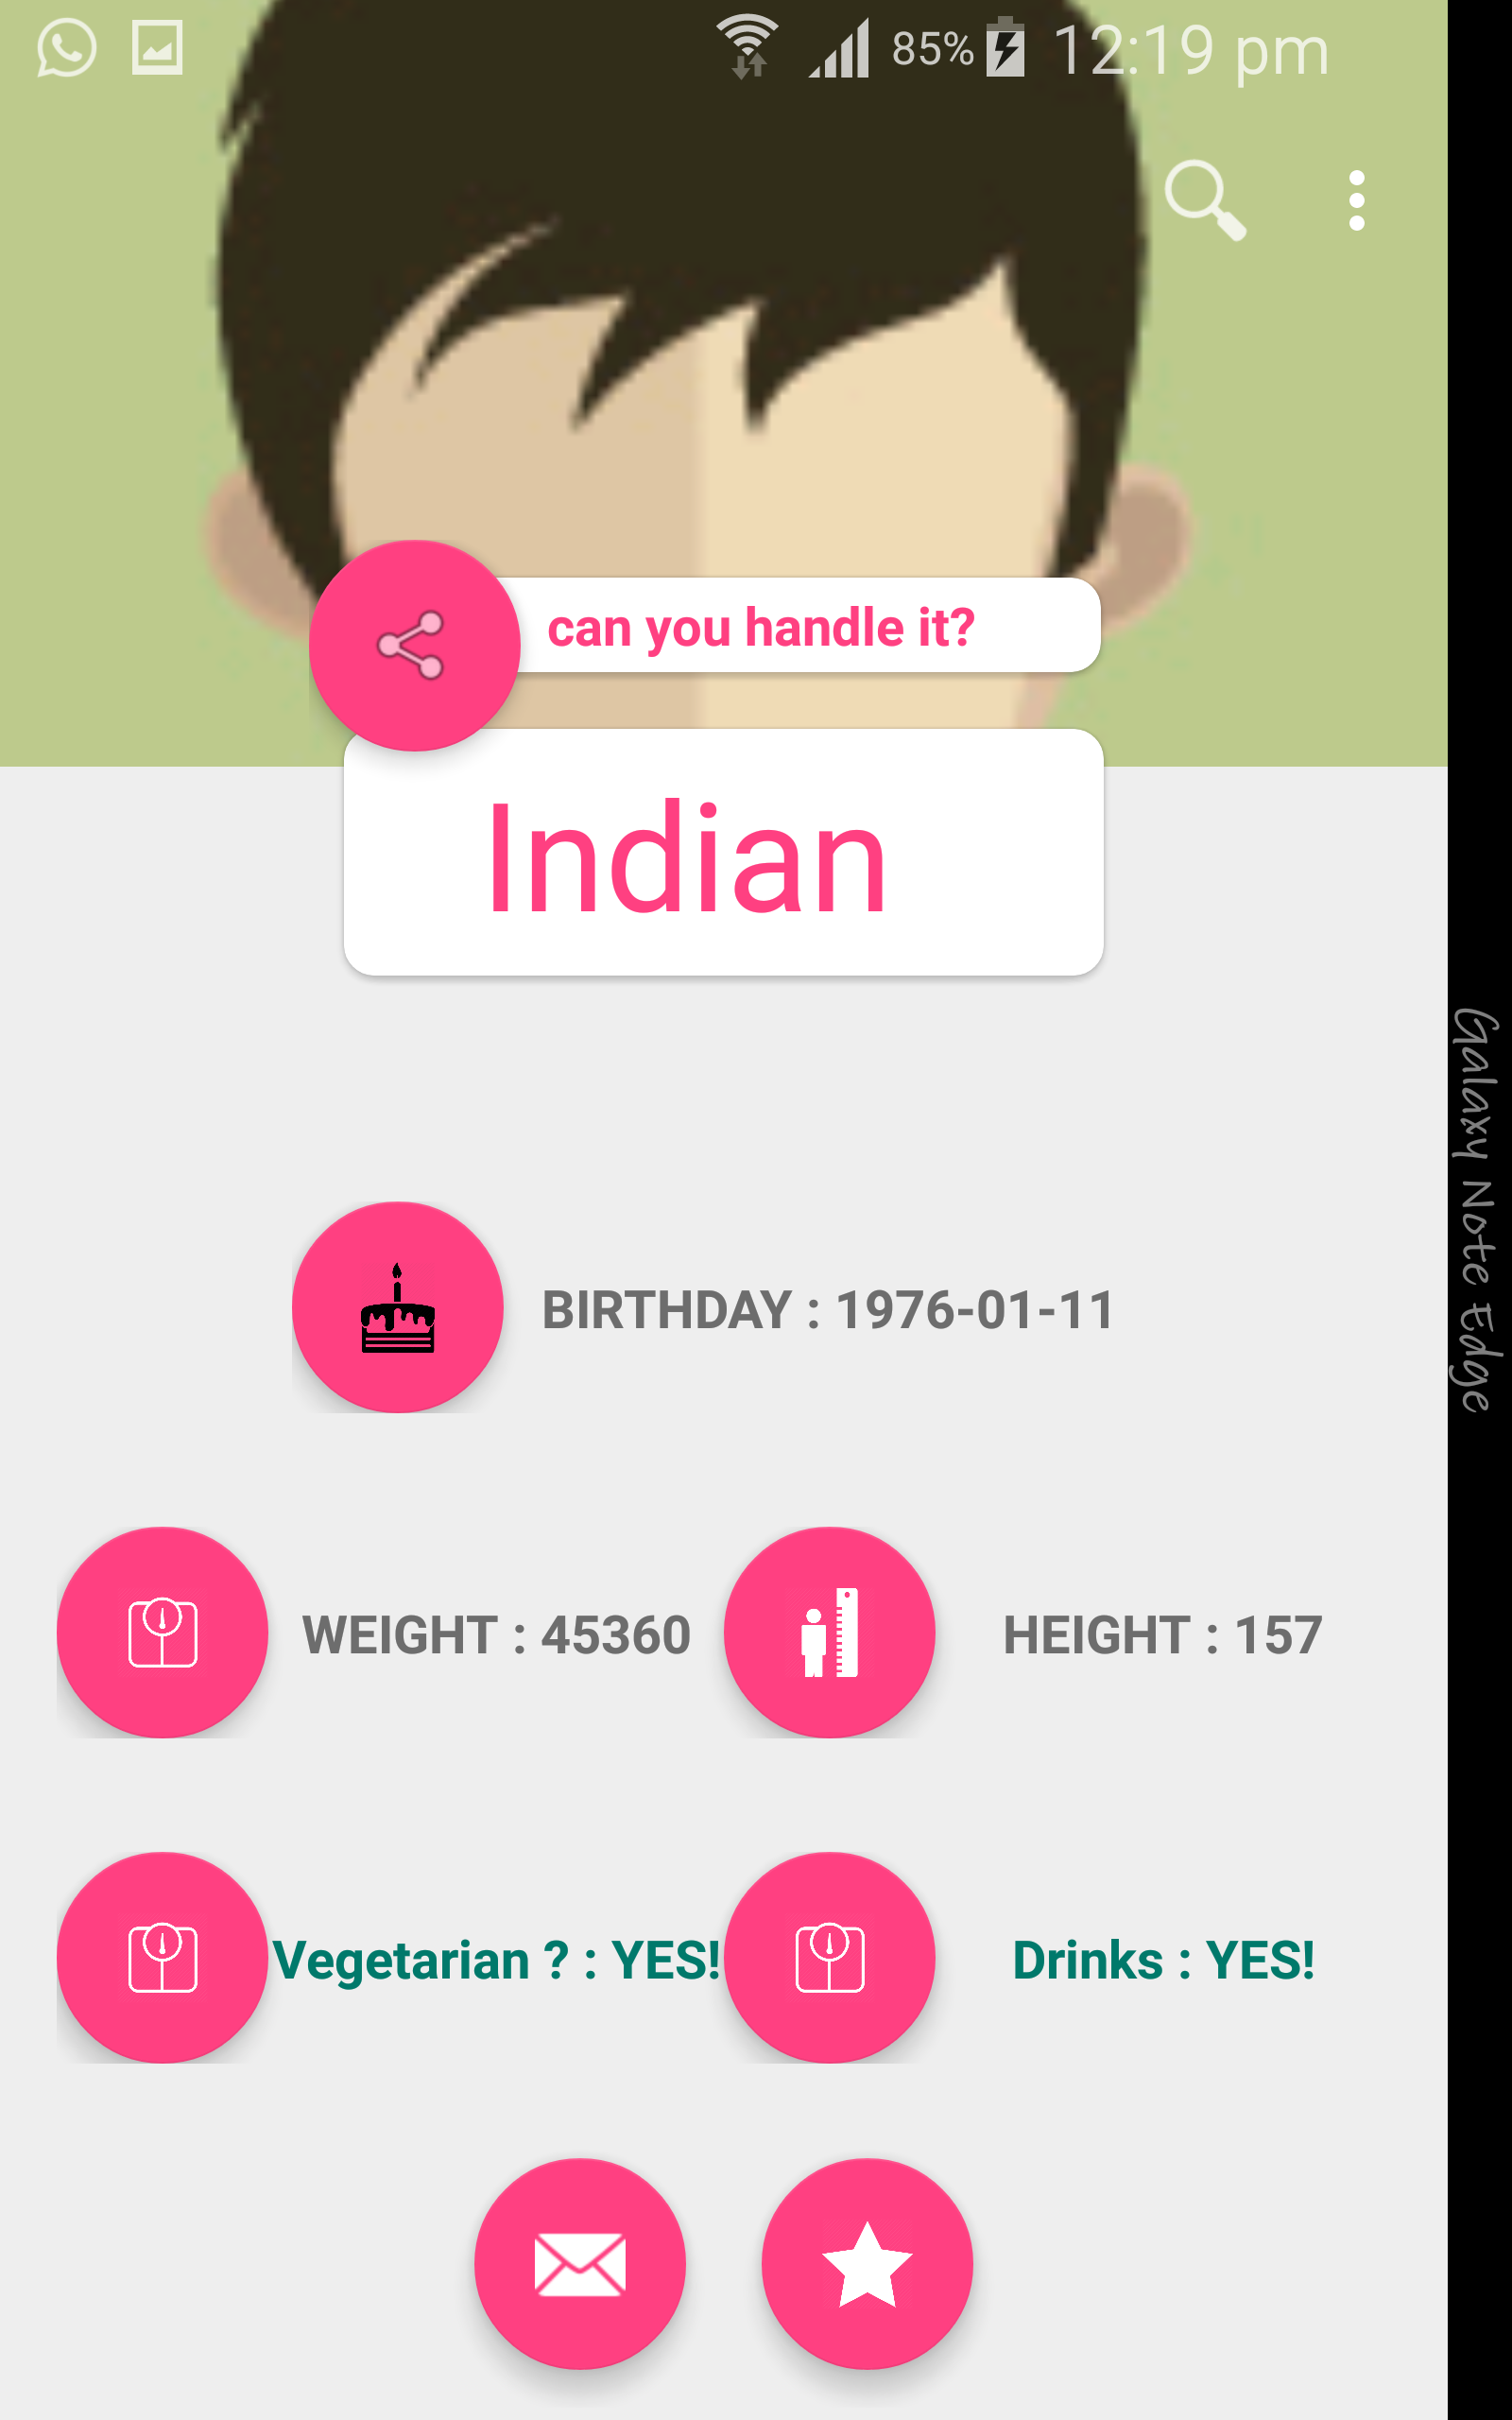 85% 12:19 pm
can you handle it?
Indian
BIRTHDAY : 1976-01-11
WEIGHT : 45360
HEIGHT : 157
Vegetarian ? : YES!
Drinks : YES!
Galaxy Note Edge